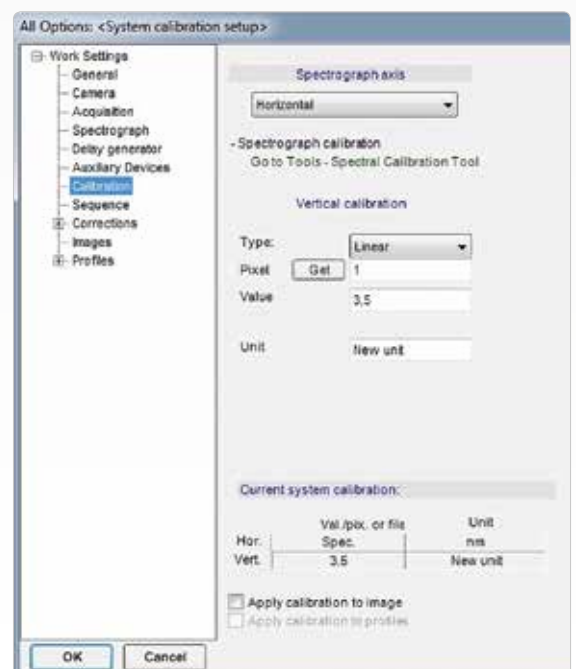 All Options: <System calibration setup>
Work Settings
General
Camera
Acquisition
Spectrograph
Delay generator
Auxiliary Devices
Calibration
Sequence
Corrections
Images
Profiles
Spectrograph axis
Horizontal
- Spectrograph calibration
Go to Tools - Spectral Calibration Tool
Vertical calibration
Type: Linear
Pixel Get 1
Value 3,5
Unit New unit
Current system calibration:
Val./pix. or file Unit
Hor. Spec. nm
Vert. 3.5 New unit
Apply calibration to image
Apply calibration to profiles
OK Cancel